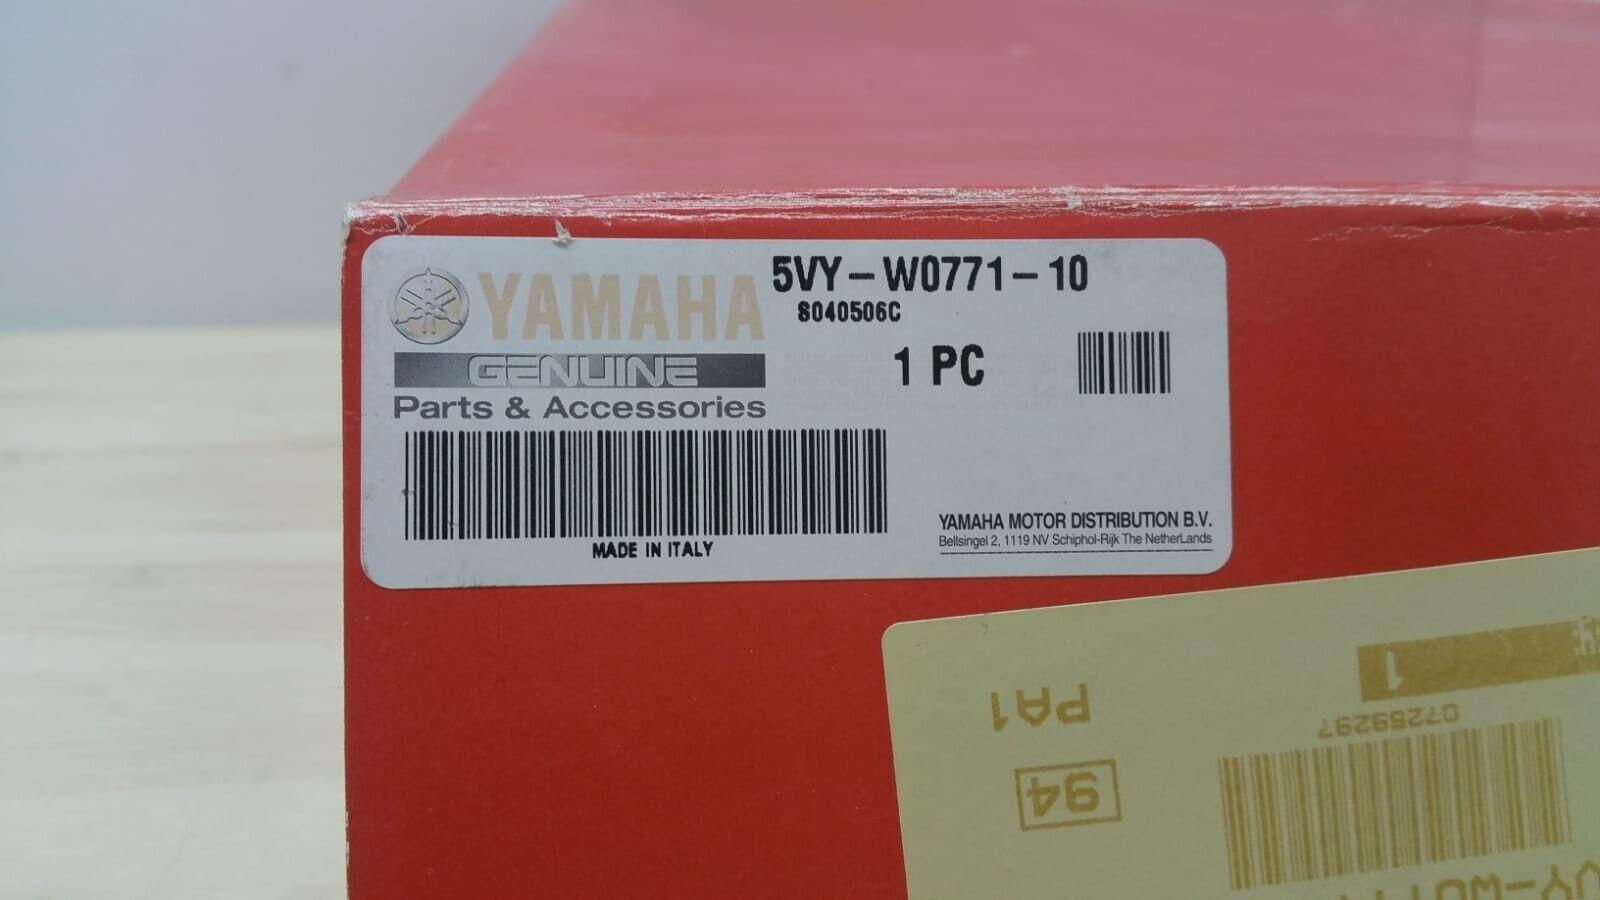 YAMAHA
GENUINE
Parts & Accessories
5VY-W0771-10
S040506C
1 PC
MADE IN ITALY
YAMAHA MOTOR DISTRIBUTION B.V.
Bellsingel 2, 1119 NV Schiphol-Rijk The NetherLands
1
07259297
PA1
94